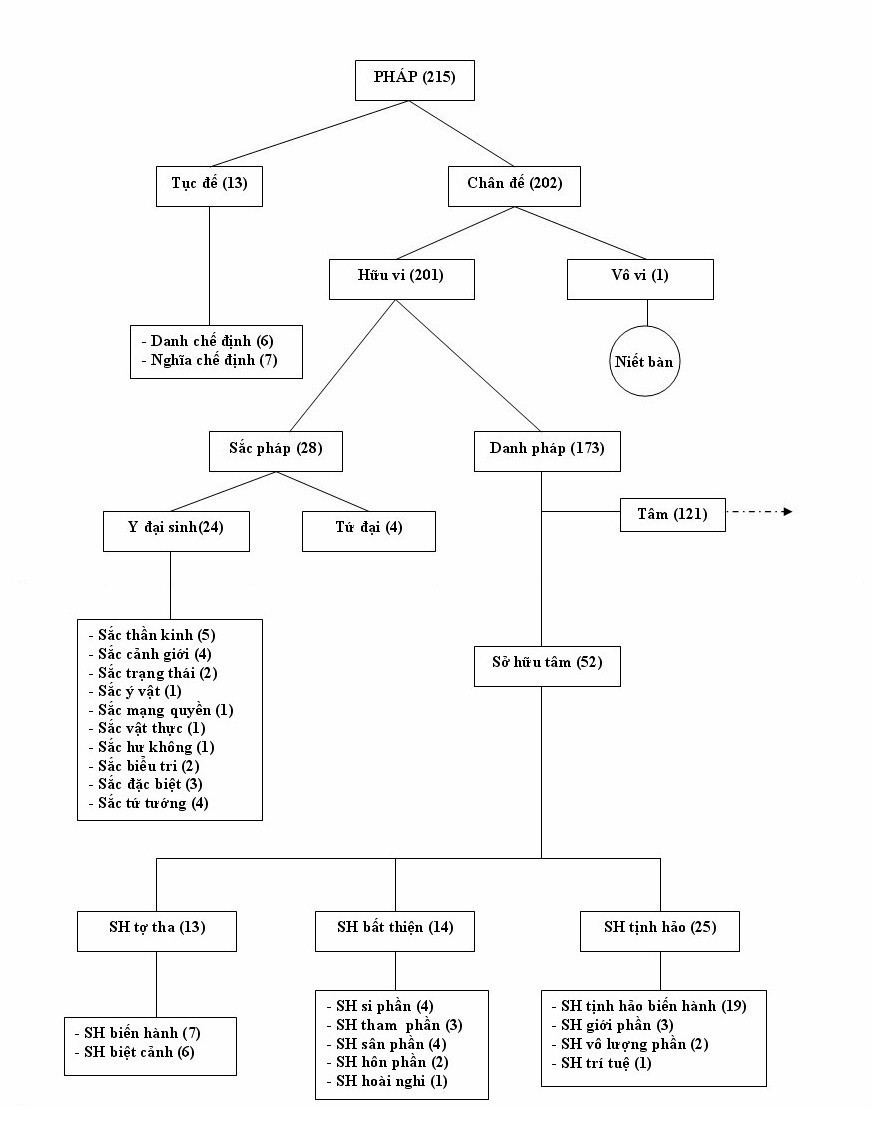 PHÁP (215)
Tục đế (13)
Chân đế (202)
Hữu vi (201)
Vô vi (1)
- Danh chế định (6)
- Nghĩa chế định (7)
Niết bàn
Sắc pháp (28)
Danh pháp (173)
Y đại sinh(24)
Tứ đại (4)
Tâm (121)
- Sắc thần kinh (5)
- Sắc cảnh giới (4)
- Sắc trạng thái (2)
- Sắc ý vật (1)
- Sắc mạng quyền (1)
- Sắc vật thực (1)
- Sắc hư không (1)
- Sắc biểu tri (2)
- Sắc đặc biệt (3)
- Sắc tứ tướng (4)
Sở hữu tâm (52)
SH tợ tha (13)
SH bất thiện (14)
SH tịnh hảo (25)
- SH biến hành (7)
- SH biệt cảnh (6)
- SH si phần (4)
- SH tham phần (3)
- SH sân phần (4)
- SH hôn phần (2)
- SH hoài nghi (1)
- SH tịnh hảo biến hành (19)
- SH giới phần (3)
- SH vô lượng phần (2)
- SH trí tuệ (1)